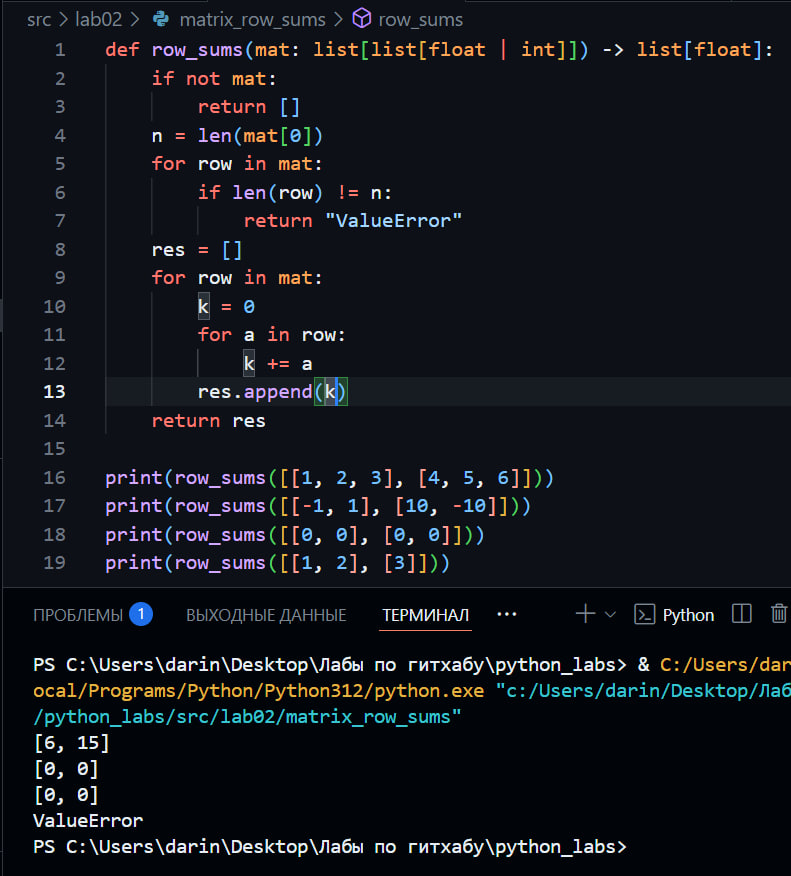 src > lab02 > matrix_row_sums > row_sums
1 def row_sums(mat: list[list[float | int]]) -> list[float]:
2     if not mat:
3         return []
4     n = len(mat[0])
5     for row in mat:
6         if len(row) != n:
7             return "ValueError"
8     res = []
9     for row in mat:
10         k = 0
11         for a in row:
12             k += a
13         res.append(k)
14     return res
15
16 print(row_sums([[1, 2, 3], [4, 5, 6]]))
17 print(row_sums([[-1, 1], [10, -10]]))
18 print(row_sums([[0, 0], [0, 0]]))
19 print(row_sums([[1, 2], [3]]))
ПРОБЛЕМЫ 1 ВЫХОДНЫЕ ДАННЫЕ ТЕРМИНАЛ ... Python
PS C:\Users\darin\Desktop\Лабы по гитхабу\python_labs> & C:/Users/dar
ocal/Programs/Python/Python312/python.exe "c:/Users/darin/Desktop/Лаб
/python_labs/src/lab02/matrix_row_sums"
[6, 15]
[0, 0]
[0, 0]
ValueError
PS C:\Users\darin\Desktop\Лабы по гитхабу\python_labs>